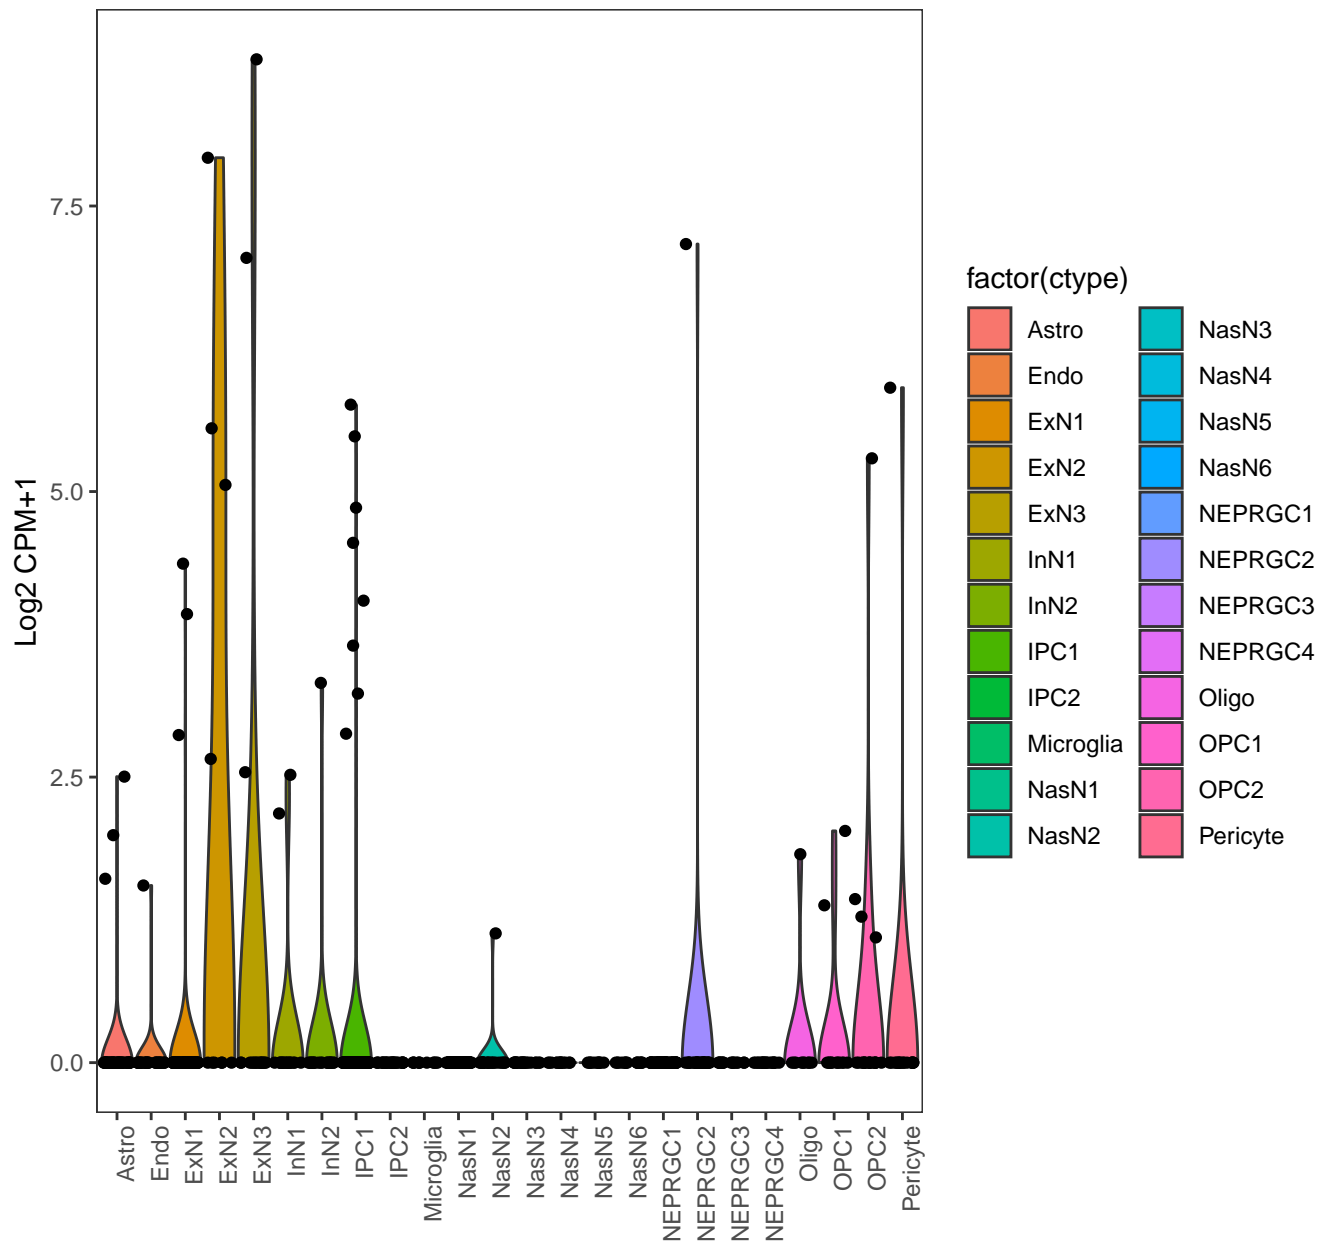 7.5
5.0
2.5
0.0
Log2 CPM+1
Astro
Endo
ExN1
ExN2
ExN3
InN1
InN2
IPC1
IPC2
Microglia
NasN1
NasN2
NasN3
NasN4
NasN5
NasN6
NEPRGC1
NEPRGC2
NEPRGC3
NEPRGC4
Oligo
OPC1
OPC2
Pericyte
factor(ctype)
Astro
Endo
ExN1
ExN2
ExN3
InN1
InN2
IPC1
IPC2
Microglia
NasN1
NasN2
NasN3
NasN4
NasN5
NasN6
NEPRGC1
NEPRGC2
NEPRGC3
NEPRGC4
Oligo
OPC1
OPC2
Pericyte